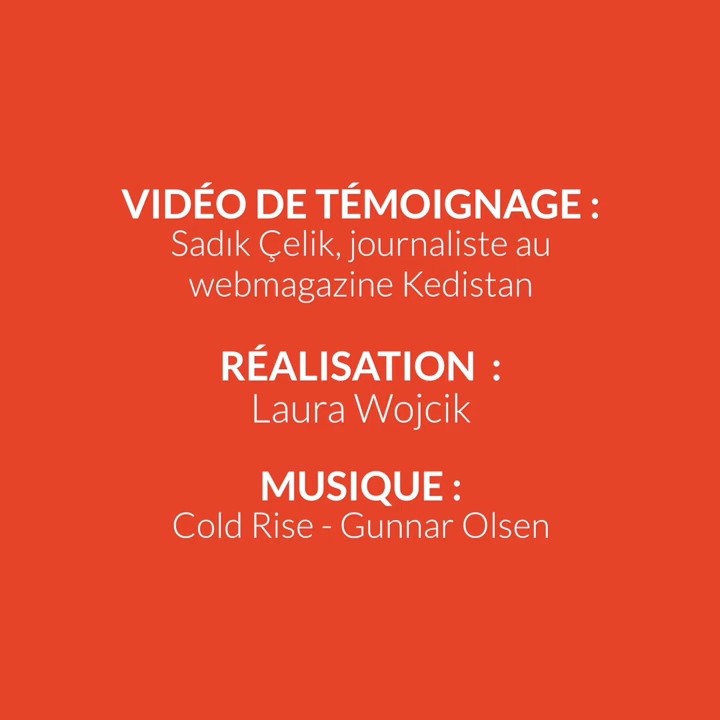 VIDÉO DE TÉMOIGNAGE :
Sadık Çelik, journaliste au
webmagazine Kedistan
RÉALISATION :
Laura Wojcik
MUSIQUE :
Cold Rise - Gunnar Olsen